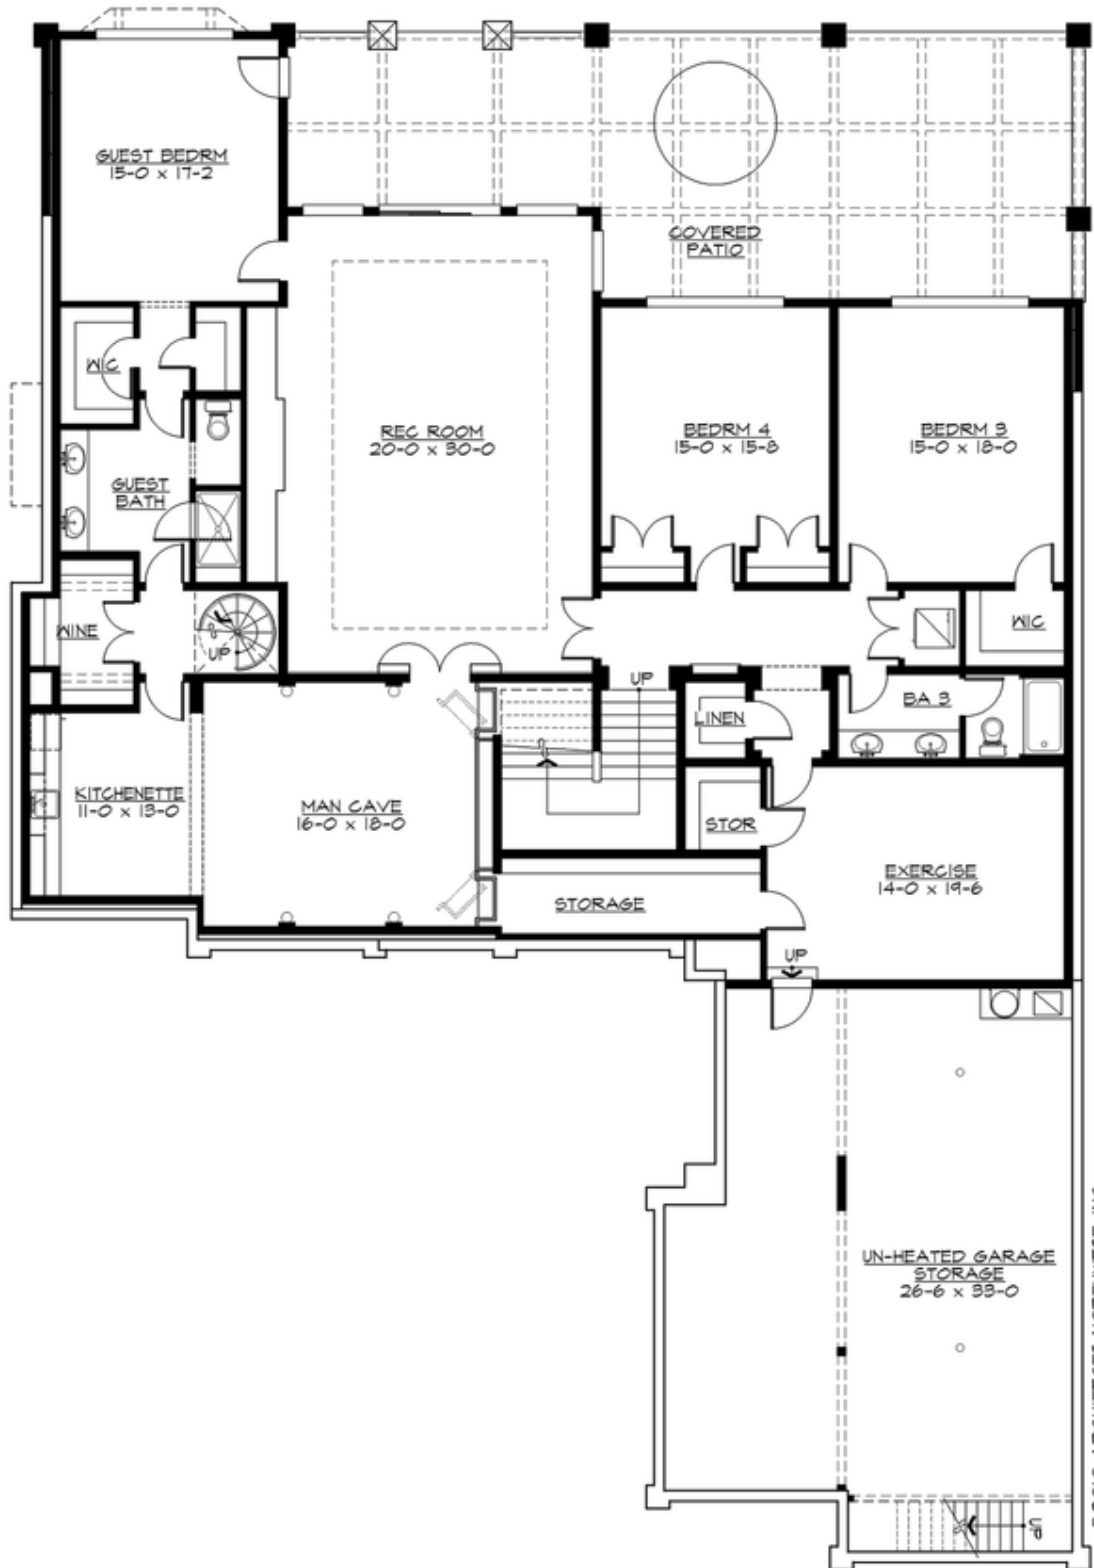 GUEST BEDRM
15-0 x 17-2
COVERED
PATIO
WIC
REC ROOM
20-0 x 30-0
BEDRM 4
15-0 x 15-8
BEDRM 3
15-0 x 18-0
GUEST
BATH
WINE
UP
WIC
UP
LINEN
BA 3
KITCHENETTE
11-0 x 13-0
MAN CAVE
16-0 x 18-0
STOR
EXERCISE
14-0 x 19-6
STORAGE
UP
UN-HEATED GARAGE
STORAGE
26-6 x 33-0
UP